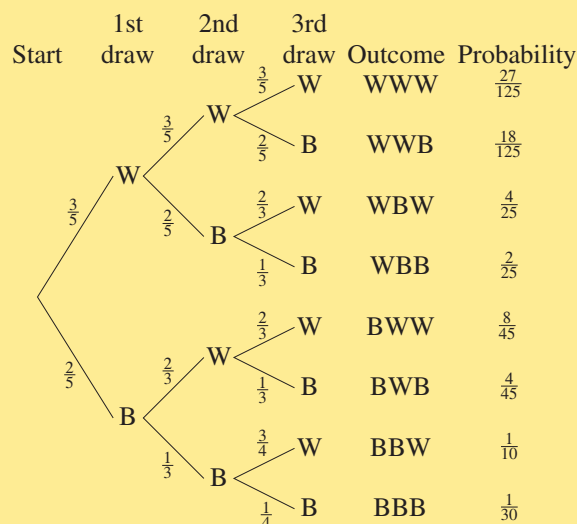 1st 2nd 3rd
Start draw draw draw Outcome Probability
3/5 W WWW 27/125
W
3/5 2/5 B WWB 18/125
W
3/5 2/5 2/3 W WBW 4/25
B
1/3 B WBB 2/25
2/3 W BWW 8/45
W
2/5 2/3 1/3 B BWB 4/45
B
1/3 3/4 W BBW 1/10
B
1/4 B BBB 1/30